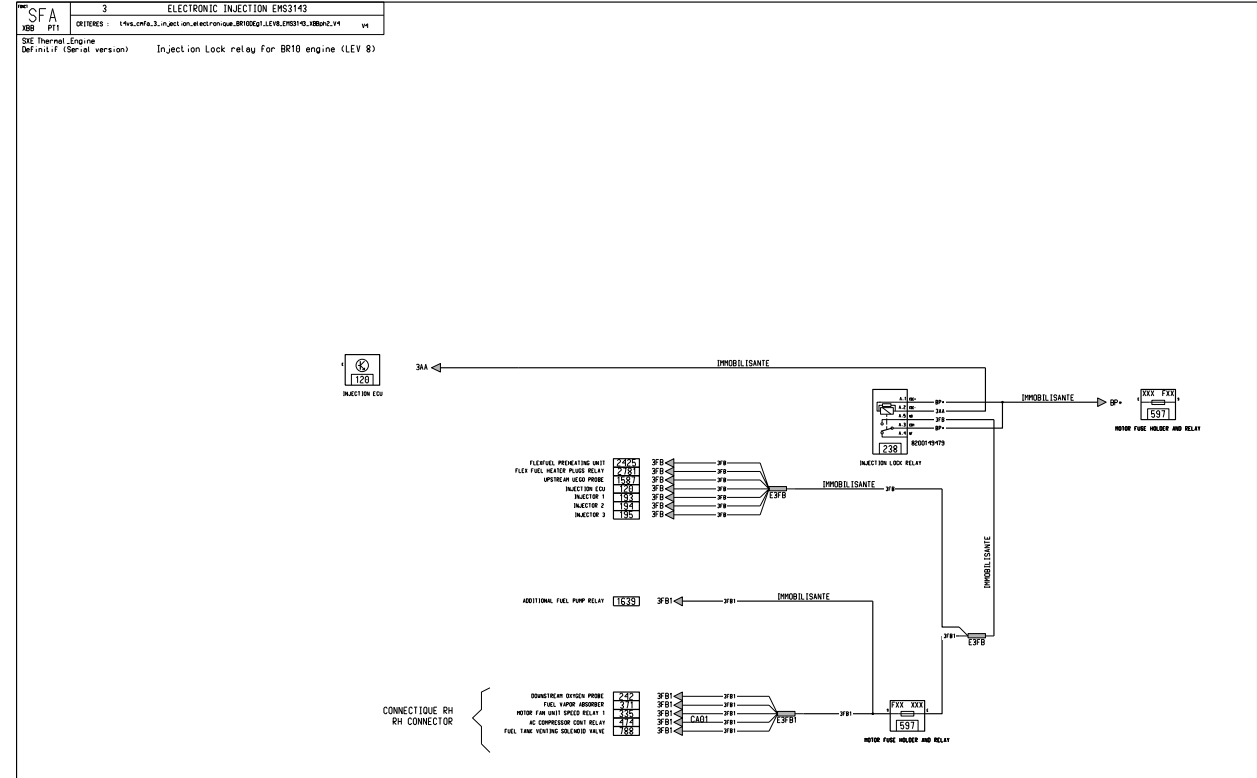 SFA
XBB PT1
3 ELECTRONIC INJECTION EMS3143
CRITERES : t4vs_cmfa_3_injection_electronique_BR10DEg1_LEV8_EMS3143_XBBph2_V4 V4
SXE Thermal_Engine
Definitif (Serial version) Injection Lock relay for BR10 engine (LEV 8)
120
INJECTION ECU
3AA
IMMOBILISANTE
A.1
A.2
A.5
A.3
A.4
BP+
3AA
3FB
BP+
8200149479
238
INJECTION LOCK RELAY
IMMOBILISANTE
BP+
XXX FXX
597
MOTOR FUSE HOLDER AND RELAY
FLEXFUEL PREHEATING UNIT 2425 3FB 3FB
FLEX FUEL HEATER PLUGS RELAY 2781 3FB 3FB
UPSTREAM UEGO PROBE 1587 3FB 3FB
INJECTION ECU 120 3FB 3FB
INJECTOR 1 193 3FB 3FB
INJECTOR 2 194 3FB 3FB
INJECTOR 3 195 3FB 3FB
E3FB
IMMOBILISANTE 3FB
IMMOBILISANTE
ADDITIONAL FUEL PUMP RELAY 1639 3FB1 3FB1 IMMOBILISANTE
3FB1
E3FB
CONNECTIQUE RH
RH CONNECTOR
DOWNSTREAM OXYGEN PROBE 242 3FB1 3FB1
FUEL VAPOR ABSORBER 371 3FB1 3FB1
MOTOR FAN UNIT SPEED RELAY 1 335 3FB1 3FB1
AC COMPRESSOR CONT RELAY 474 3FB1 CA01 3FB1
FUEL TANK VENTING SOLENOID VALVE 788 3FB1 3FB1
E3FB1
3FB1
FXX XXX
597
MOTOR FUSE HOLDER AND RELAY